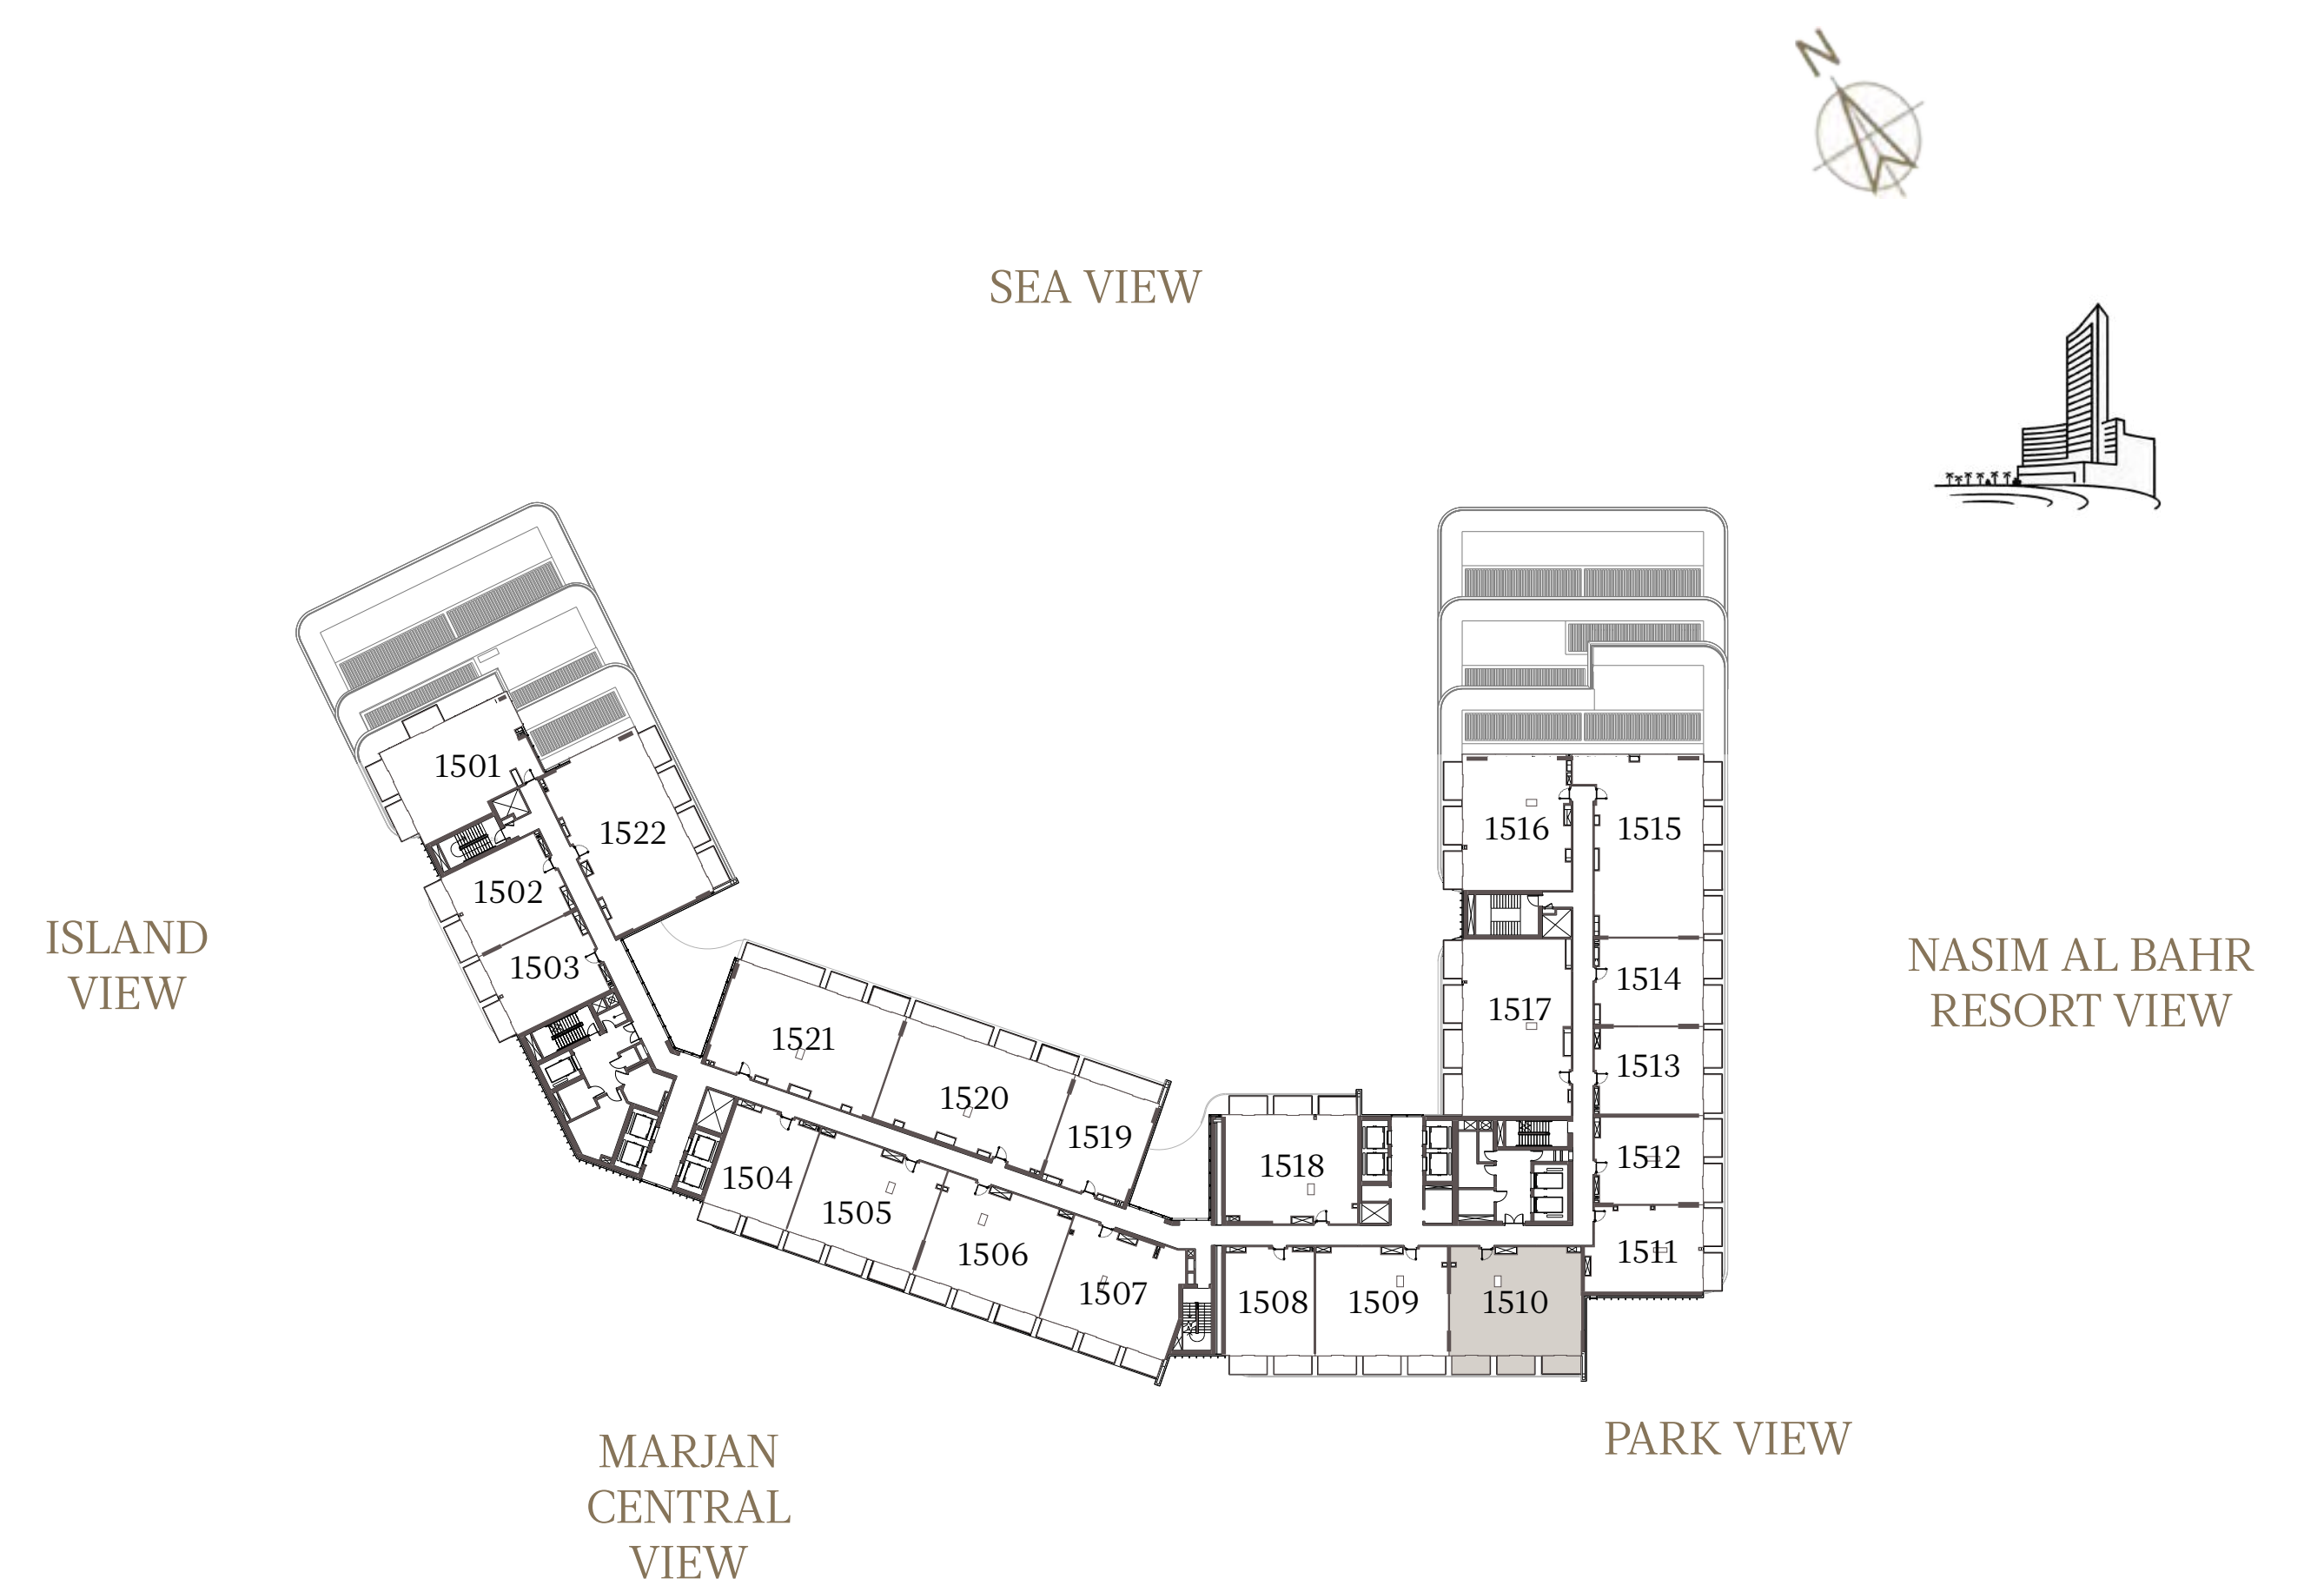 N
SEA VIEW
1501
1522
1502
1503
1516
1515
ISLAND
VIEW
NASIM AL BAHR
RESORT VIEW
1521
1517
1514
1520
1513
1519
1504
1518
1512
1505
1506
1511
1507
1508
1509
1510
PARK VIEW
MARJAN
CENTRAL
VIEW